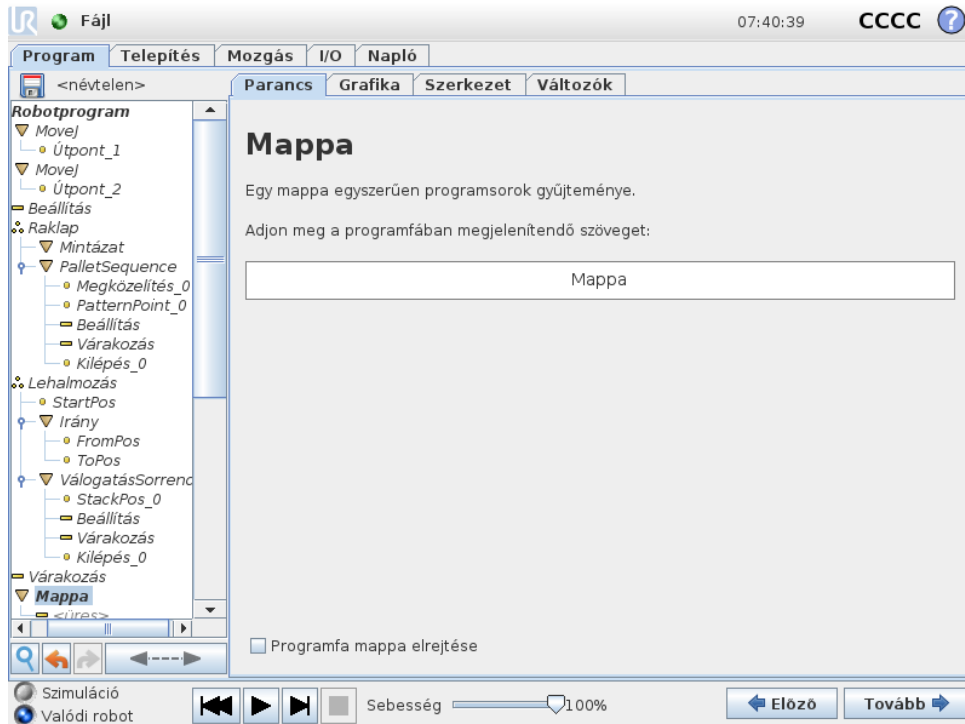 UR Fájl 07:40:39 CCCC ?
Program Telepítés Mozgás I/O Napló
<névtelen>
Parancs Grafika Szerkezet Változók
Robotprogram
MoveJ
Útpont_1
MoveJ
Útpont_2
Beállítás
Raklap
Mintázat
PalletSequence
Megközelítés_0
PatternPoint_0
Beállítás
Várakozás
Kilépés_0
Lehalmozás
StartPos
Irány
FromPos
ToPos
VálogatásSorrend
StackPos_0
Beállítás
Várakozás
Kilépés_0
Várakozás
Mappa
<üres>
Mappa
Egy mappa egyszerűen programsorok gyűjteménye.
Adjon meg a programfában megjelenítendő szöveget:
Mappa
Programfa mappa elrejtése
Szimuláció
Valódi robot
Sebesség 100%
Előző Tovább